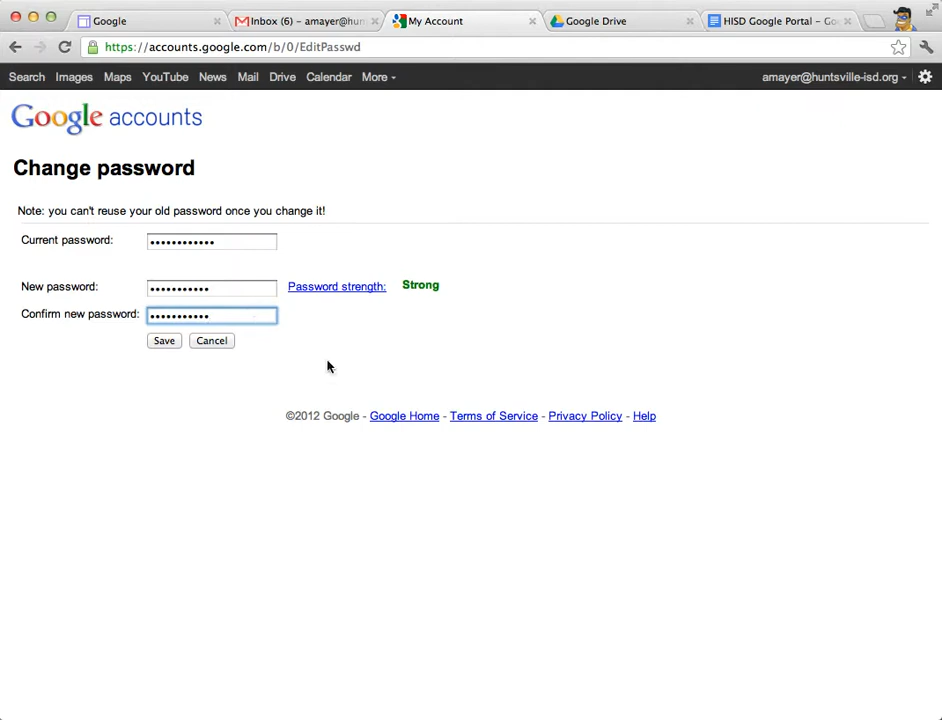 Google
Inbox (6) – amayer@hun
My Account
Google Drive
HISD Google Portal – Goo
https://accounts.google.com/b/0/EditPasswd
Search Images Maps YouTube News Mail Drive Calendar More
amayer@huntsville-isd.org
Google accounts
Change password
Note: you can't reuse your old password once you change it!
Current password: ••••••••••••
New password: ••••••••••• Password strength: Strong
Confirm new password: •••••••••••
Save Cancel
©2012 Google - Google Home - Terms of Service - Privacy Policy - Help